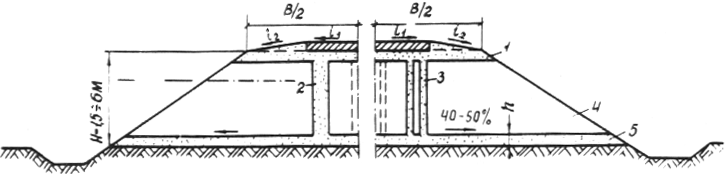 B/2
B/2
i₂
i₁
i₁
i₂
1
2
3
4
40-50%
h
5
H=1,5÷6м